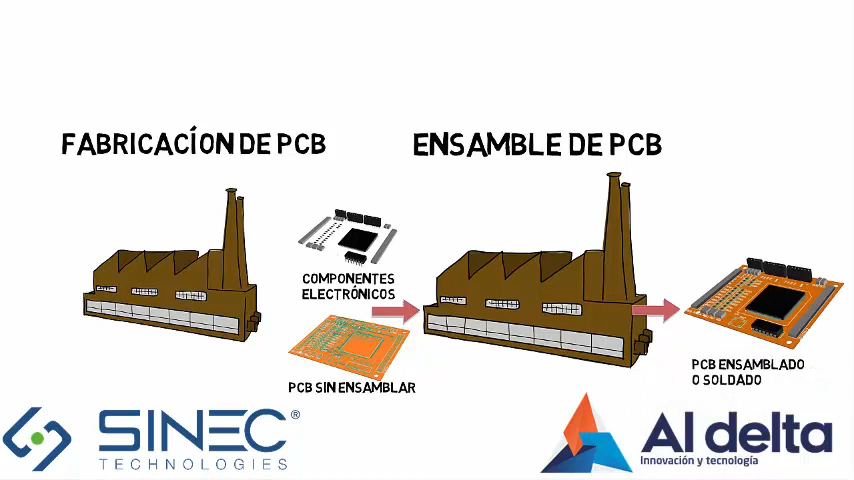 FABRICACÍON DE PCB
ENSAMBLE DE PCB
COMPONENTES
ELECTRÓNICOS
PCB SIN ENSAMBLAR
PCB ENSAMBLADO
O SOLDADO
SINEC®
TECHNOLOGIES
Al delta
Innovación y tecnología